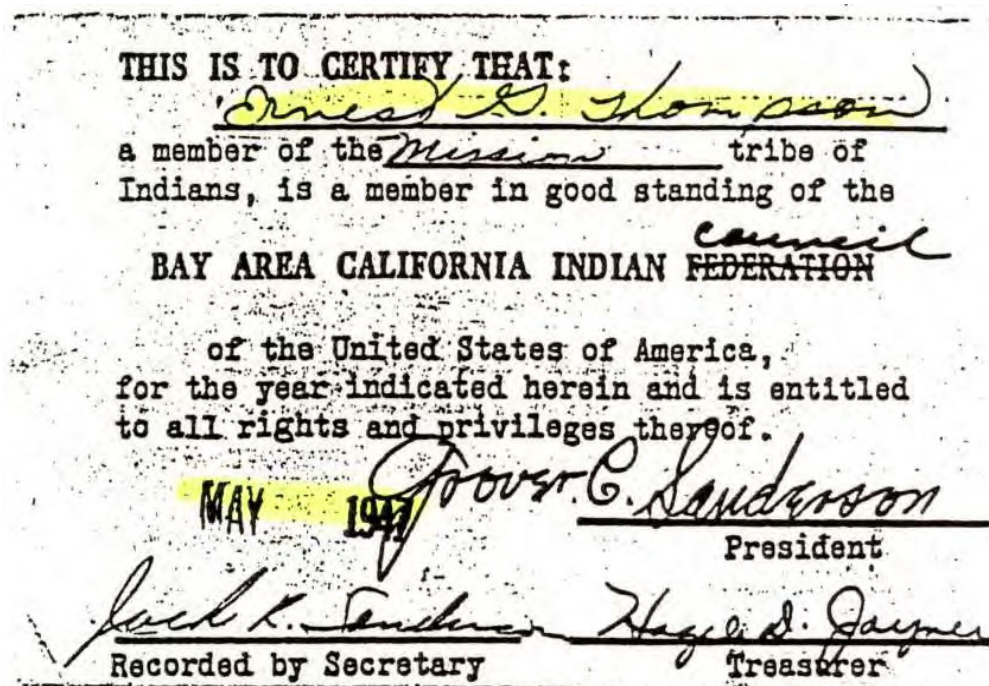 THIS IS TO CERTIFY THAT:
Ernest G. Thompson
a member of the Mission tribe of
Indians, is a member in good standing of the
council
BAY AREA CALIFORNIA INDIAN FEDERATION
of the United States of America,
for the year indicated herein and is entitled
to all rights and privileges thereof.
MAY 1947 Grover C. Sanderson
President
Jack R. D. Jaynes
Recorded by Secretary Treasurer